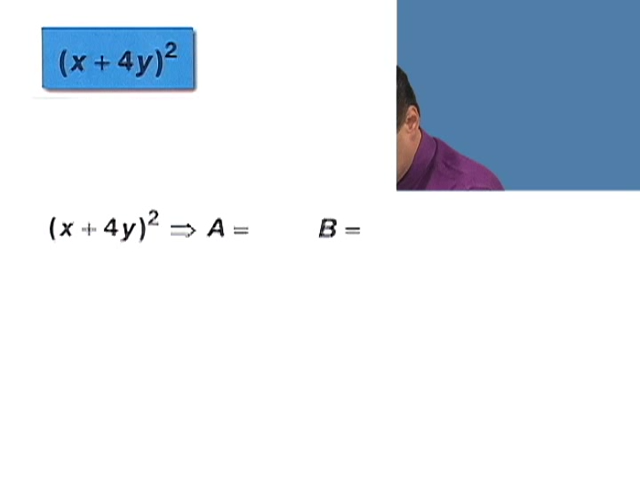 (x + 4y)²
(x + 4y)² ⇒ A = B =